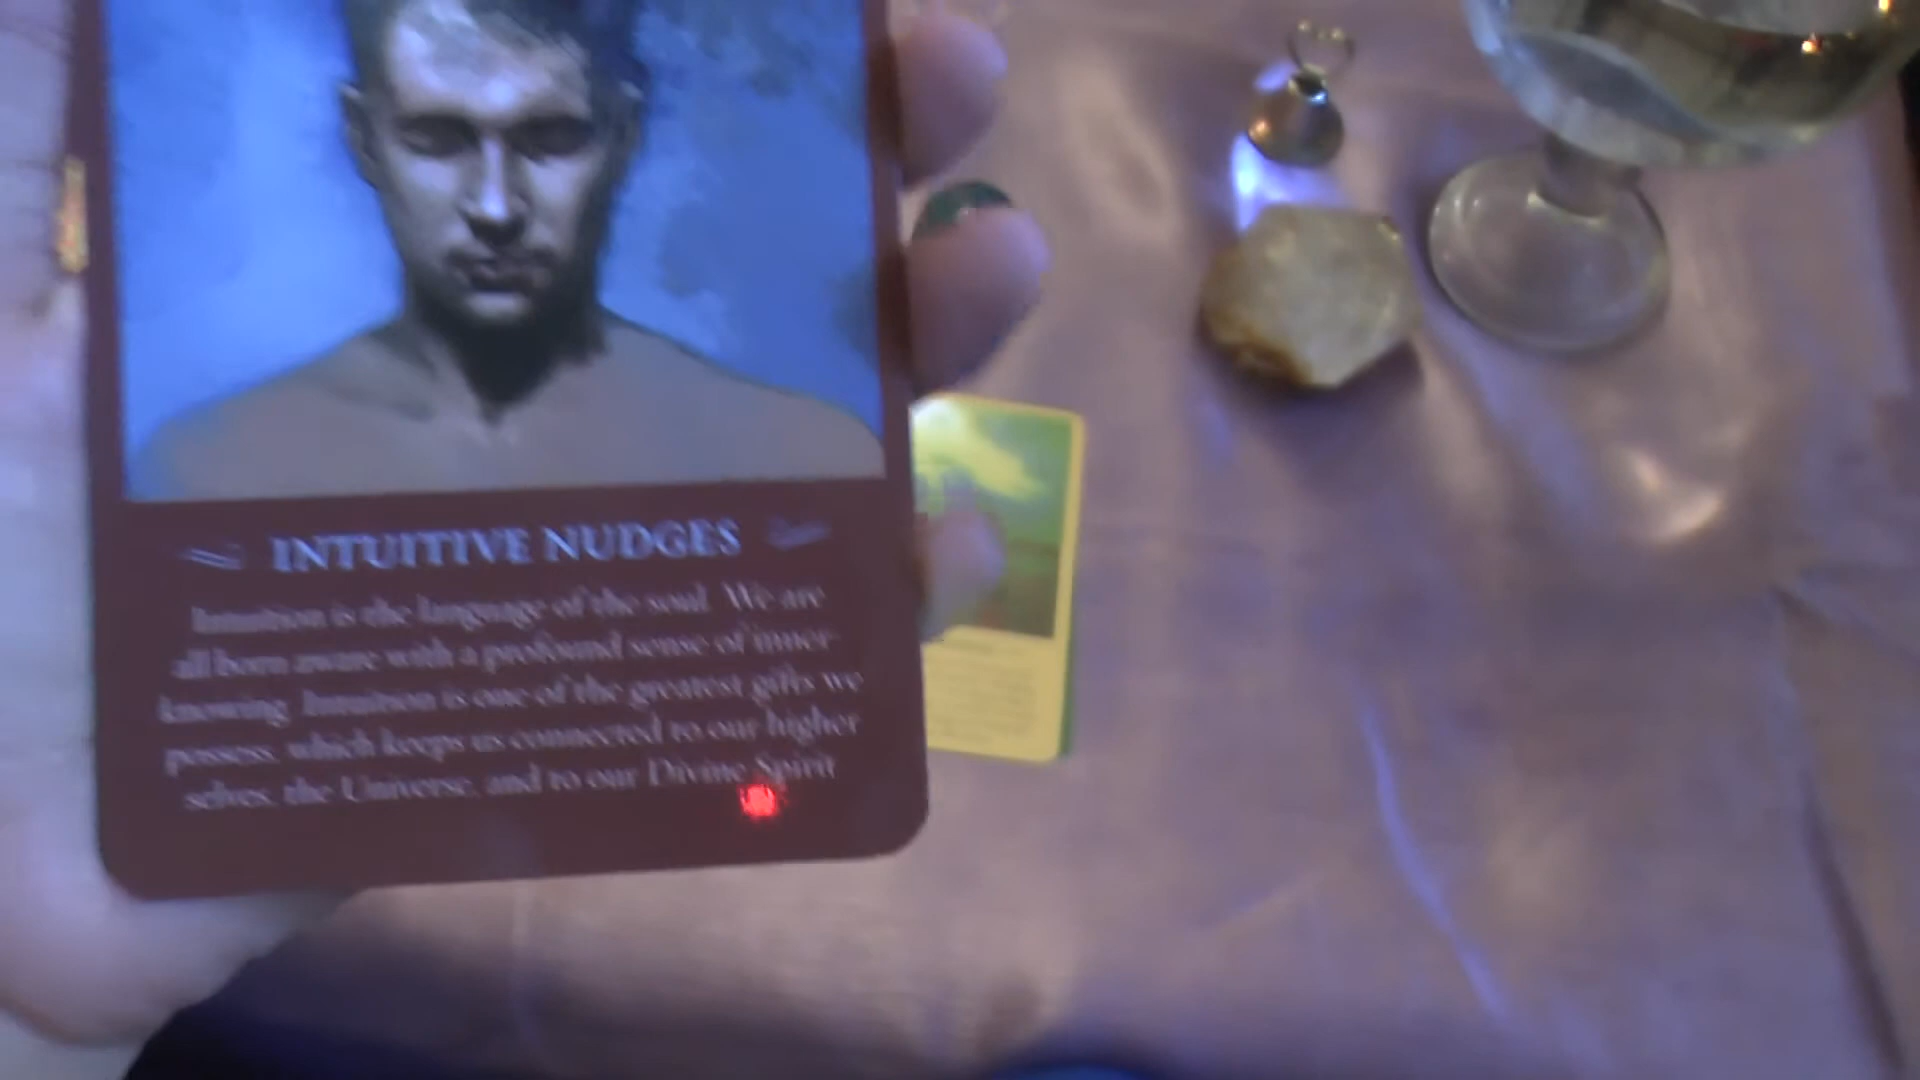 INTUITIVE NUDGES
Intuition is the language of the soul. We are
all born aware with a profound sense of inner-
knowing. Intuition is one of the greatest gifts we
possess, which keeps us connected to our higher
selves, the Universe, and to our Divine Spirit